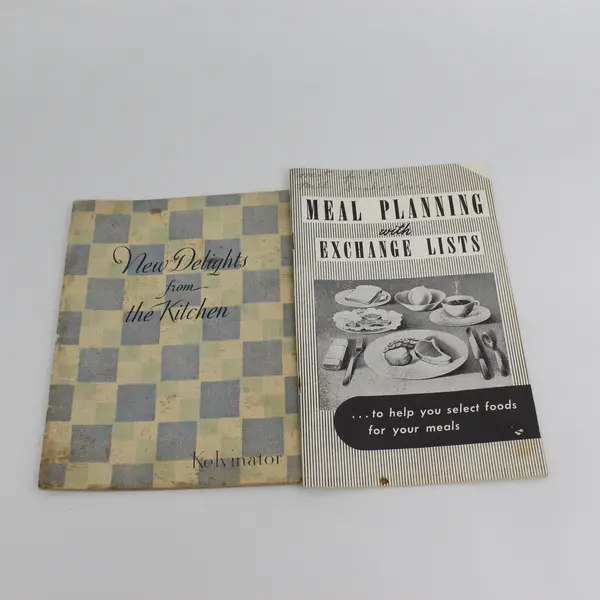 New Delights
from
the Kitchen
Kelvinator
MEAL PLANNING
with
EXCHANGE LISTS
...to help you select foods
for your meals